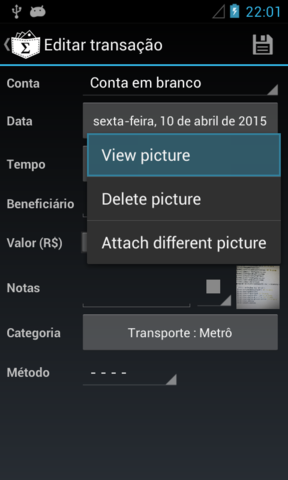 22:01
Editar transação
Conta
Conta em branco
Data
sexta-feira, 10 de abril de 2015
View picture
Tempo
Delete picture
Beneficiário
Attach different picture
Valor (R$)
Notas
Categoria
Transporte : Metrô
Método
- - - -